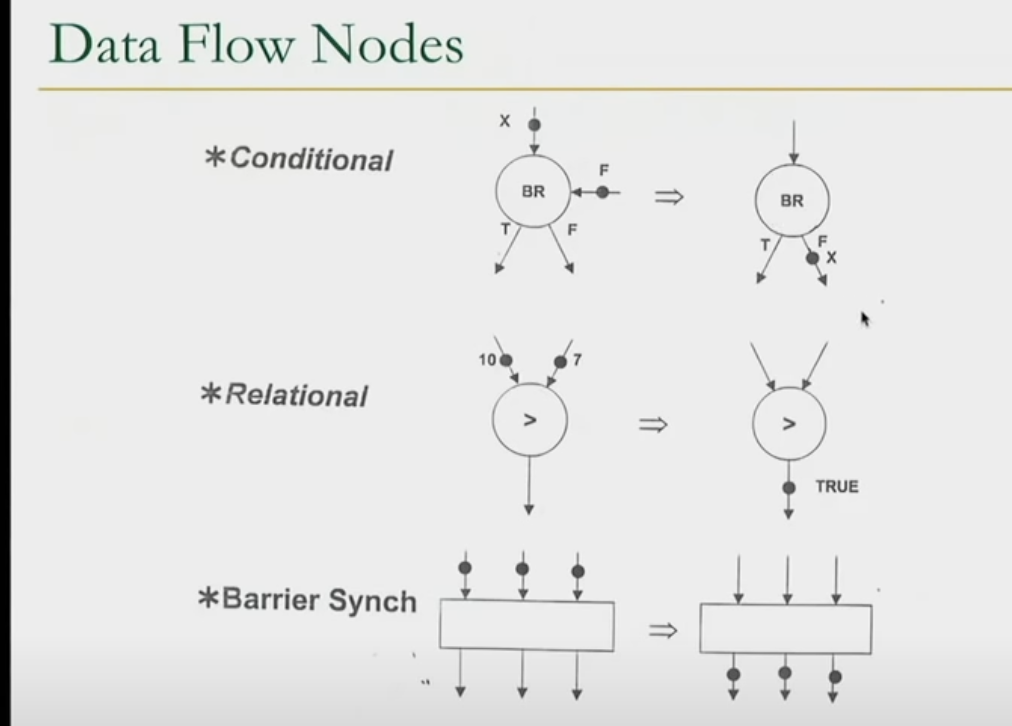 Data Flow Nodes
X
*Conditional
F
BR
⇒
BR
T
F
T
F
X
10
7
*Relational
>
⇒
>
TRUE
*Barrier Synch
⇒